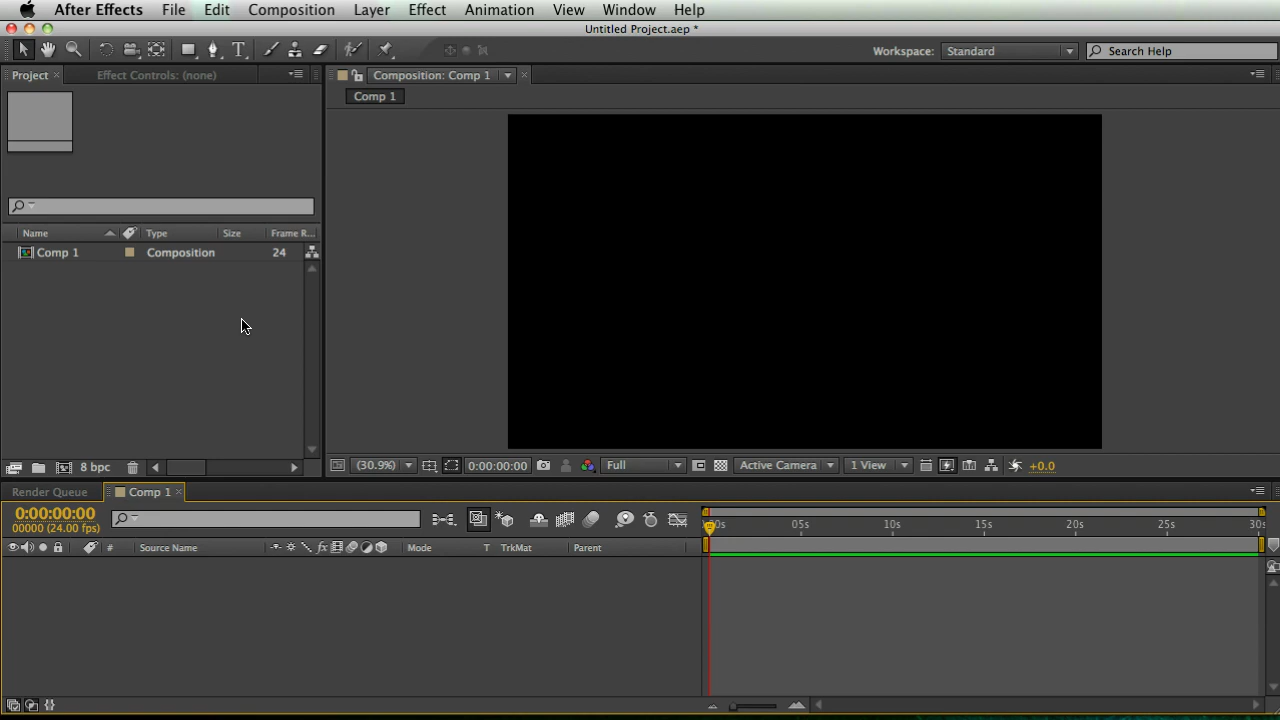 After Effects File Edit Composition Layer Effect Animation View Window Help
Untitled Project.aep *
Workspace: Standard Search Help
Project Effect Controls: (none) Composition: Comp 1
Comp 1
Name Type Size Frame R...
Comp 1 Composition 24
8 bpc (30.9%) 0:00:00:00 Full Active Camera 1 View +0.0
Render Queue Comp 1
0:00:00:00
00000 (24.00 fps)
05s 10s 15s 20s 25s 30s
# Source Name fx Mode T TrkMat Parent